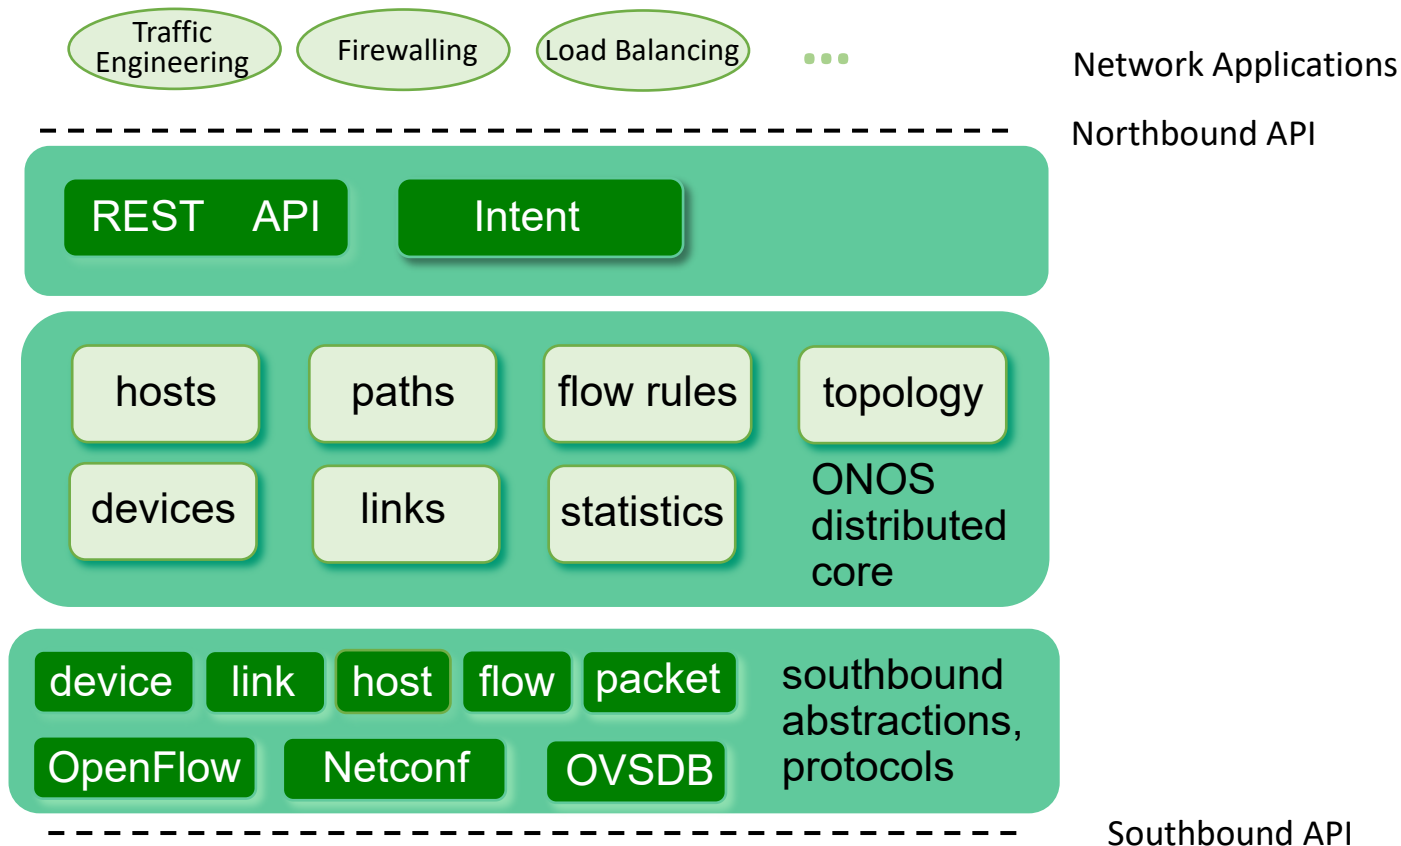 Traffic
Engineering
Firewalling
Load Balancing
...
Network Applications
Northbound API
REST API
Intent
hosts
paths
flow rules
topology
devices
links
statistics
ONOS
distributed
core
device
link
host
flow
packet
southbound
abstractions,
protocols
OpenFlow
Netconf
OVSDB
Southbound API